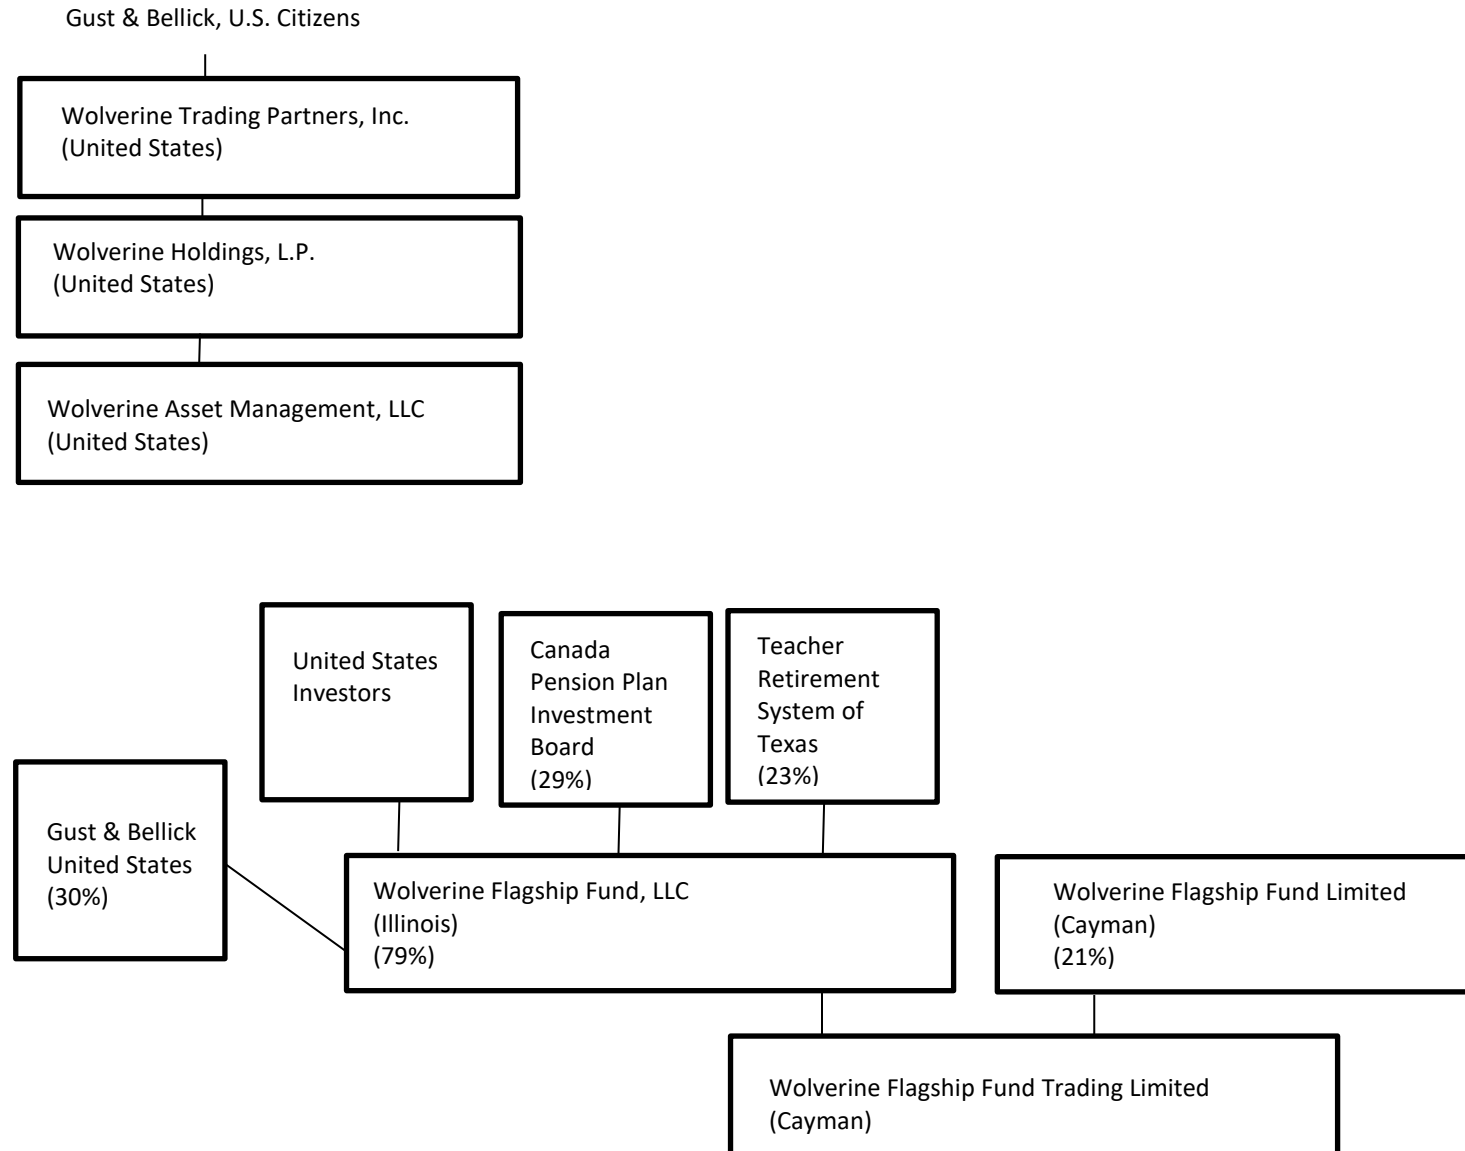 Gust & Bellick, U.S. Citizens
Wolverine Trading Partners, Inc.
(United States)
Wolverine Holdings, L.P.
(United States)
Wolverine Asset Management, LLC
(United States)
United States
Investors
Canada
Pension Plan
Investment
Board
(29%)
Teacher
Retirement
System of
Texas
(23%)
Gust & Bellick
United States
(30%)
Wolverine Flagship Fund, LLC
(Illinois)
(79%)
Wolverine Flagship Fund Limited
(Cayman)
(21%)
Wolverine Flagship Fund Trading Limited
(Cayman)